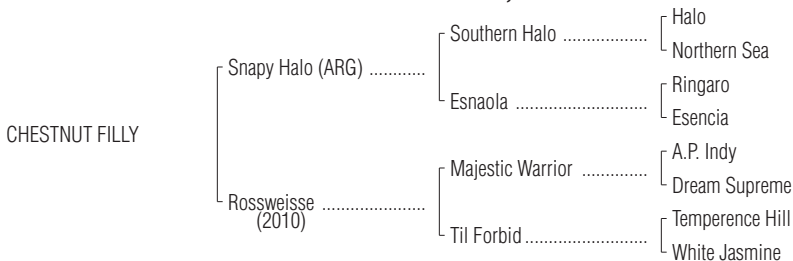 Halo
Southern Halo ..................
Northern Sea
Snapy Halo (ARG) ............
Ringaro
Esnaola ............................
Esencia
CHESTNUT FILLY
A.P. Indy
Majestic Warrior ..............
Dream Supreme
Rossweisse ......................
(2010)
Temperence Hill
Til Forbid..........................
White Jasmine